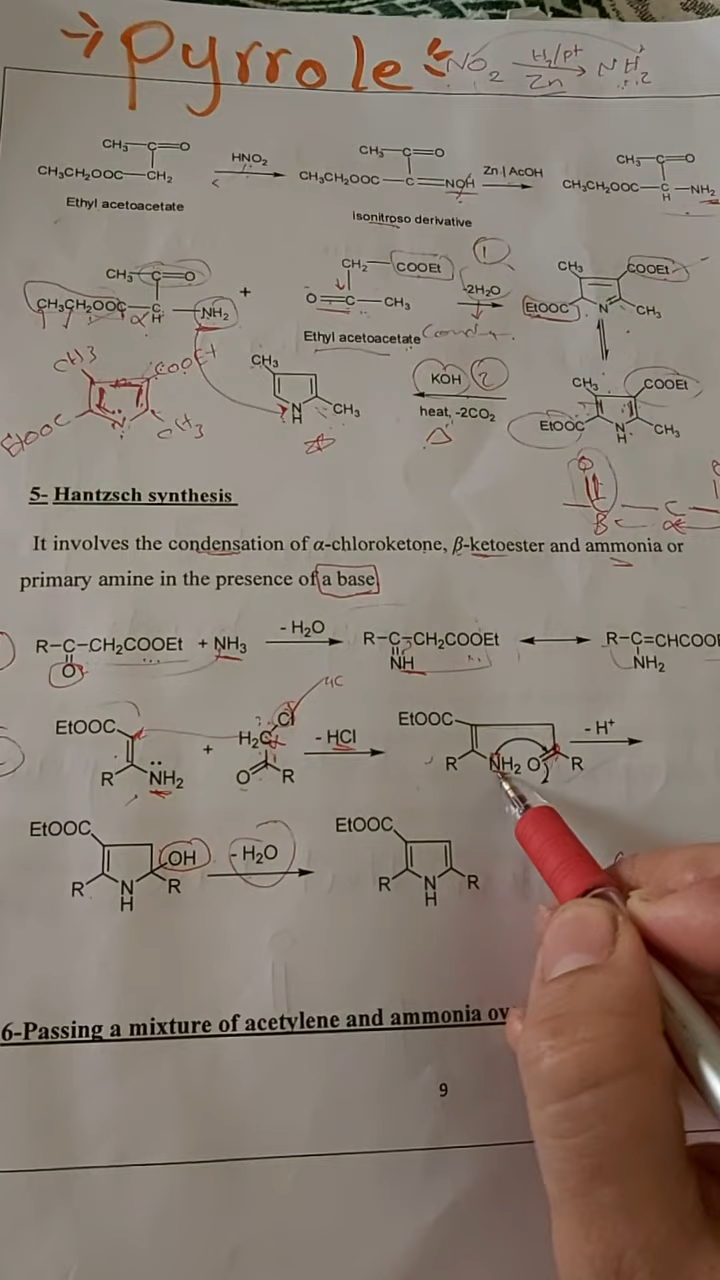 → Pyrrole
NO2 H2/pt Zn → NH2
CH3—C=O
CH3CH2OOC—CH2
Ethyl acetoacetate
HNO2
CH3—C=O
CH3CH2OOC—C=NOH
Isonitroso derivative
Zn | AcOH
CH3—C=O
CH3CH2OOC—C—NH2
H
CH3—C=O
CH3CH2OOC—C—NH2
α H
+
CH2—COOEt
O=C—CH3
Ethyl acetoacetate
1
-2H2O
CH3 COOEt
EtOOC N CH3
CH3 COOEt
EtOOC CH3
N
CH3
N CH3
H
KOH 2
heat, -2CO2
Δ
CH3 COOEt
EtOOC N CH3
H
O
C C
β α
5- Hantzsch synthesis
It involves the condensation of α-chloroketone, β-ketoester and ammonia or
primary amine in the presence of a base
R–C–CH2COOEt + NH3
O
- H2O
R–C–CH2COOEt
NH
R–C=CHCOO
NH2
EtOOC
R NH2
+
Cl
H2C
O R
- HCl
EtOOC
R NH2 O R
- H+
EtOOC
OH
R N R
H
- H2O
EtOOC
R N R
H
6-Passing a mixture of acetylene and ammonia
9